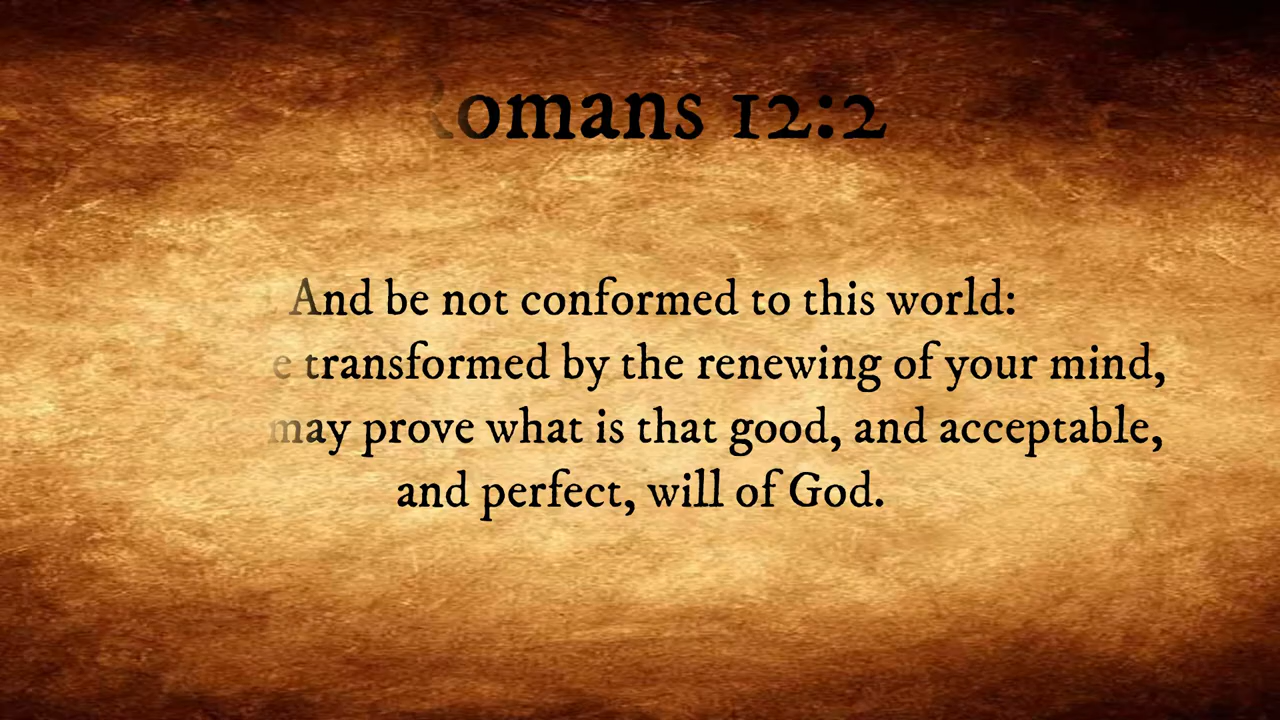 Romans 12:2
And be not conformed to this world:
e transformed by the renewing of your mind,
may prove what is that good, and acceptable,
and perfect, will of God.